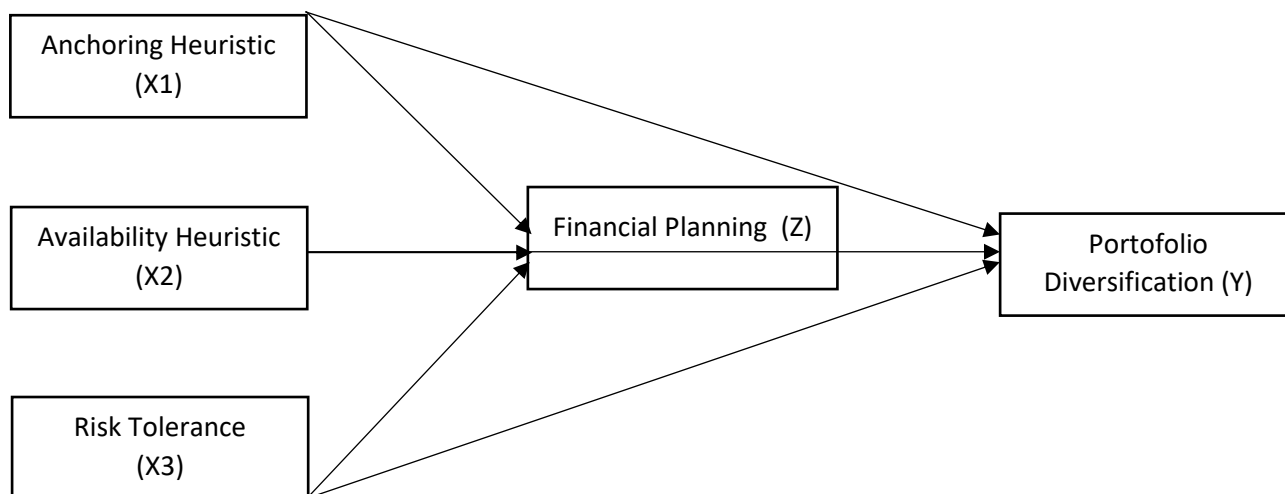 Anchoring Heuristic
(X1)
Availability Heuristic
(X2)
Risk Tolerance
(X3)
Financial Planning (Z)
Portofolio
Diversification (Y)